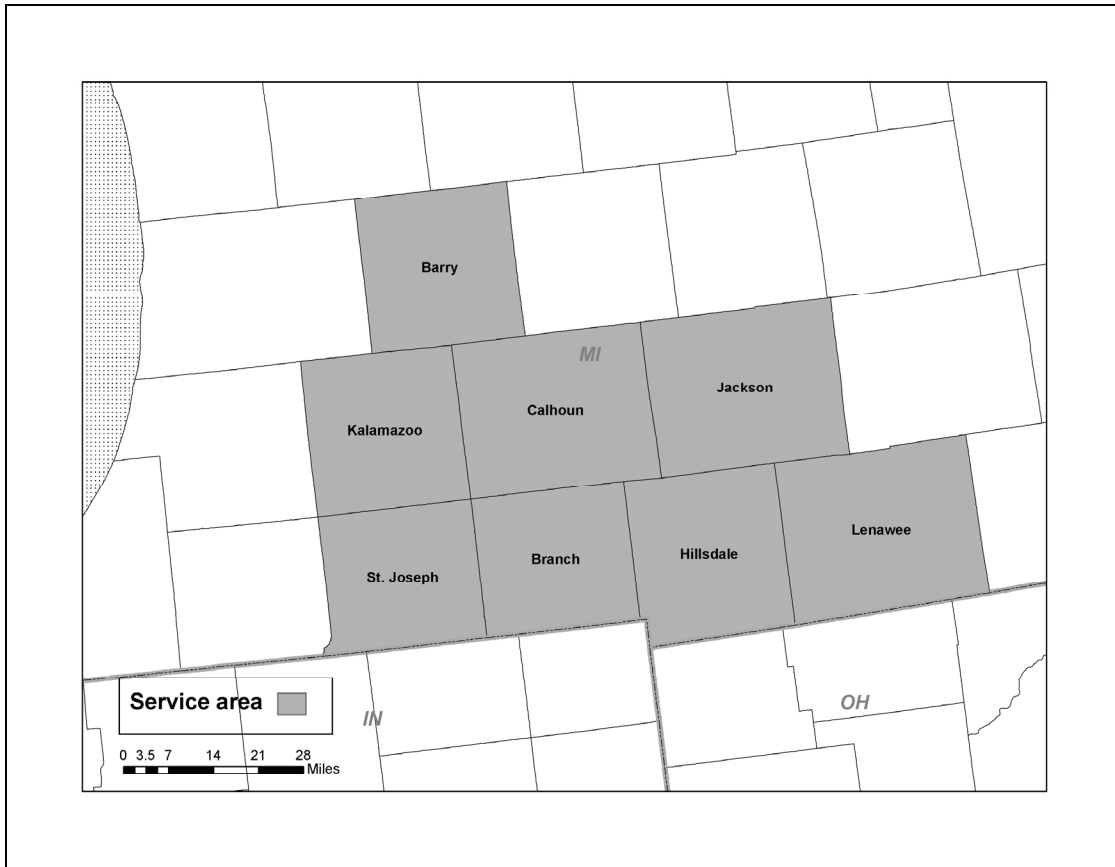 Barry
MI
Jackson
Calhoun
Kalamazoo
Lenawee
Hillsdale
Branch
St. Joseph
Service area
OH
IN
0 3.5 7 14 21 28
Miles